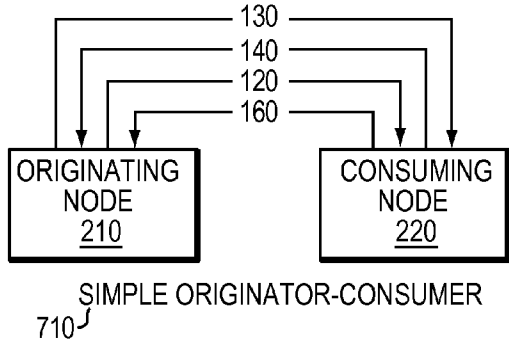 130
140
120
160
ORIGINATING
NODE
210
CONSUMING
NODE
220
SIMPLE ORIGINATOR-CONSUMER
710